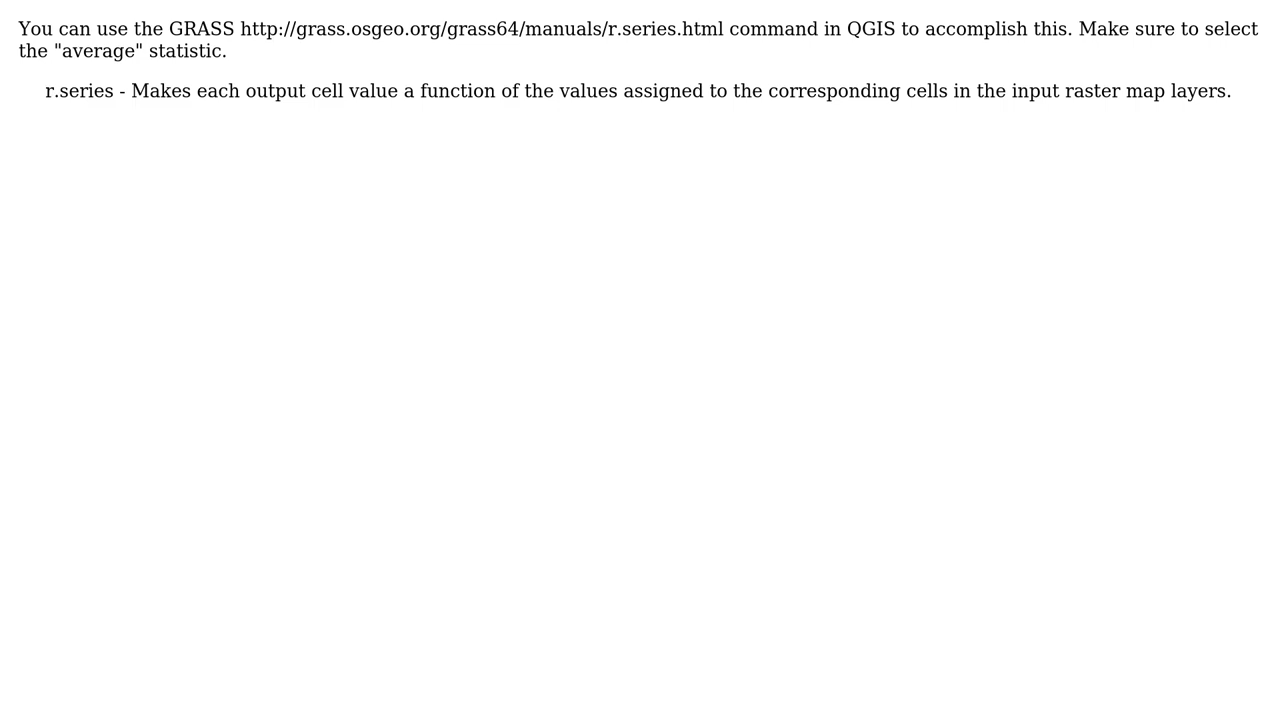 You can use the GRASS http://grass.osgeo.org/grass64/manuals/r.series.html command in QGIS to accomplish this. Make sure to select
the "average" statistic.
r.series - Makes each output cell value a function of the values assigned to the corresponding cells in the input raster map layers.